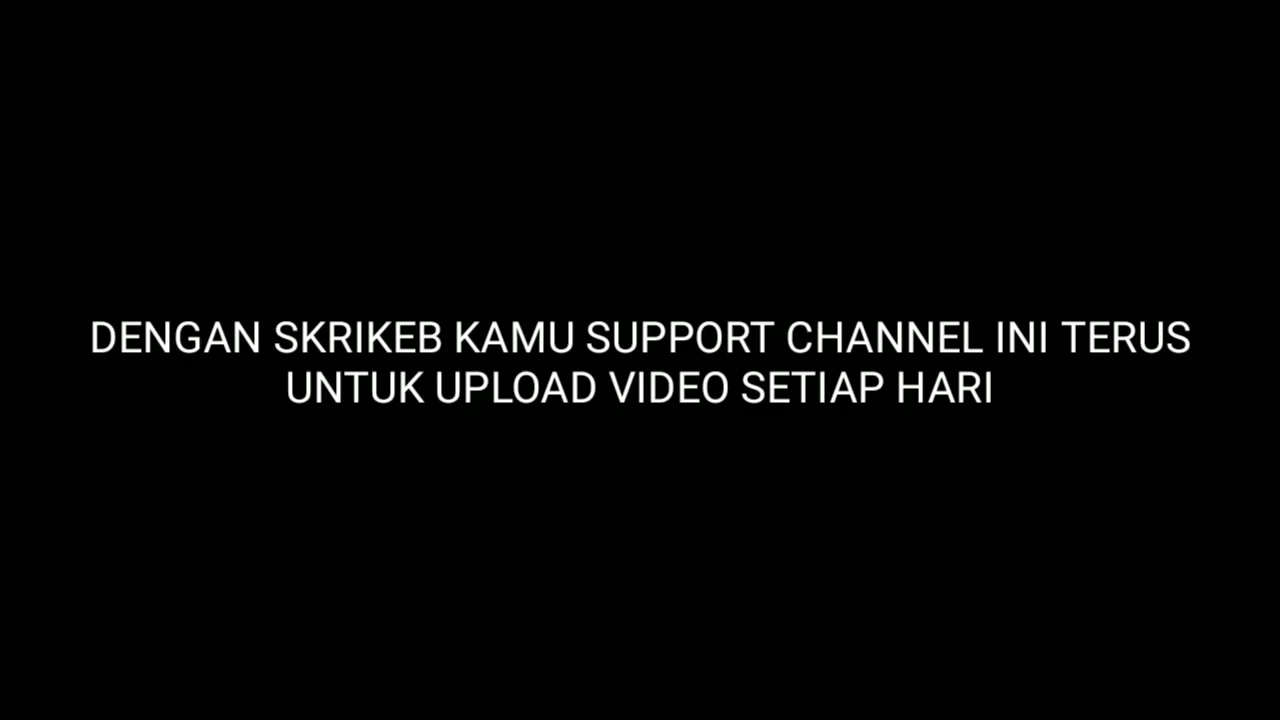 DENGAN SKRIKEB KAMU SUPPORT CHANNEL INI TERUS
UNTUK UPLOAD VIDEO SETIAP HARI